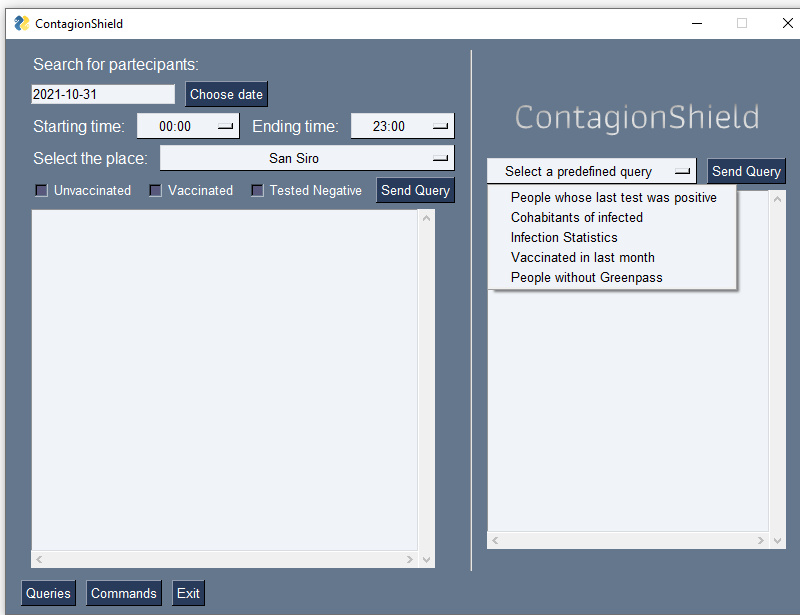 ContagionShield
Search for partecipants:
2021-10-31 Choose date
Starting time: 00:00 Ending time: 23:00
Select the place: San Siro
Unvaccinated Vaccinated Tested Negative Send Query
ContagionShield
Select a predefined query Send Query
People whose last test was positive
Cohabitants of infected
Infection Statistics
Vaccinated in last month
People without Greenpass
Queries Commands Exit